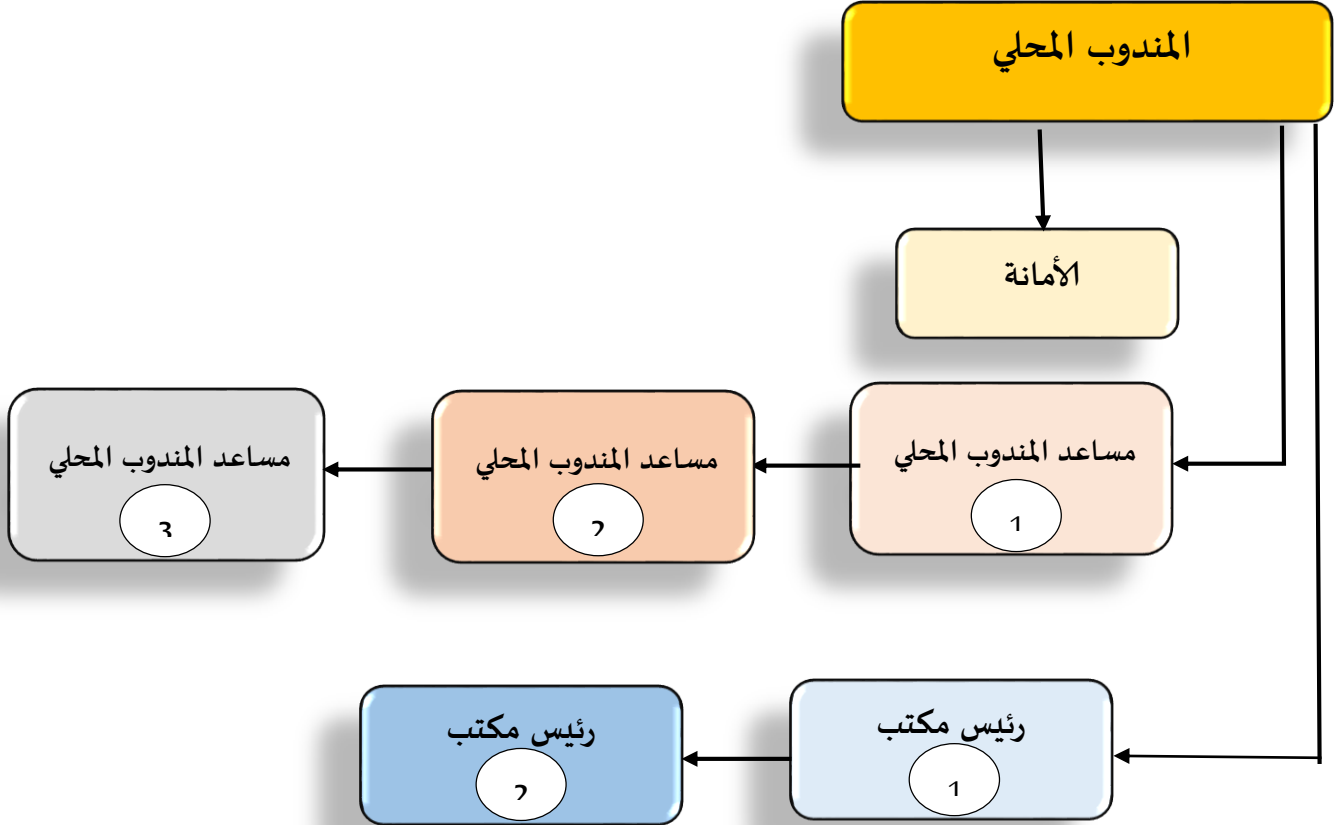 المندوب المحلي
الأمانة
مساعد المندوب المحلي
1
مساعد المندوب المحلي
2
مساعد المندوب المحلي
3
رئيس مكتب
1
رئيس مكتب
2